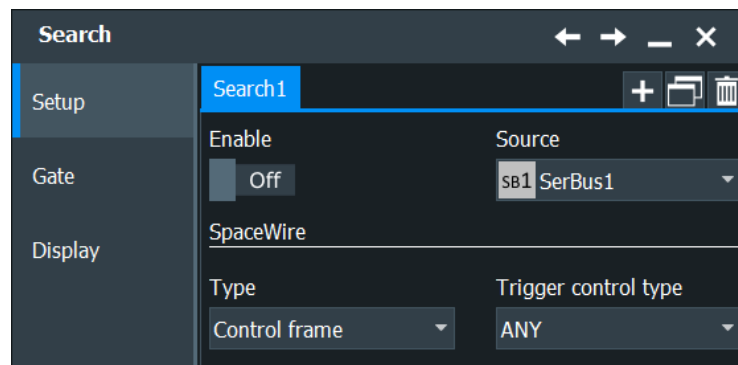 Search
Setup
Gate
Display
Search1
Enable
Source
Off
SB1 SerBus1
SpaceWire
Type
Trigger control type
Control frame
ANY